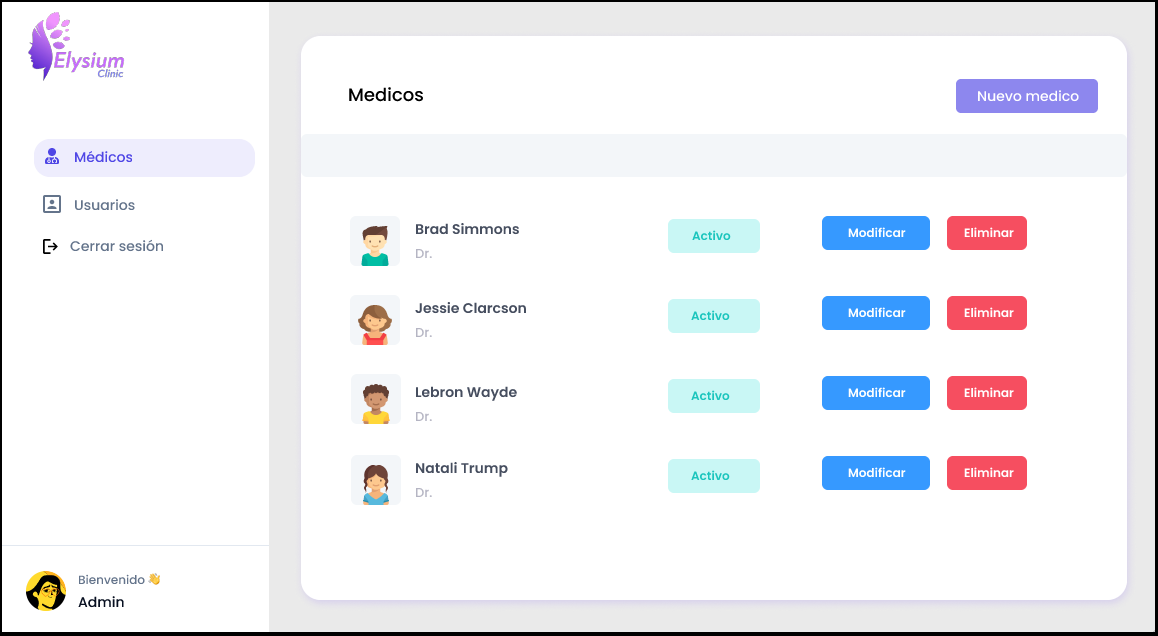 Elysium
Clinic
Médicos
Usuarios
Cerrar sesión
Bienvenido 👋
Admin
Medicos
Nuevo medico
Brad Simmons
Dr.
Activo
Modificar
Eliminar
Jessie Clarcson
Dr.
Activo
Modificar
Eliminar
Lebron Wayde
Dr.
Activo
Modificar
Eliminar
Natali Trump
Dr.
Activo
Modificar
Eliminar